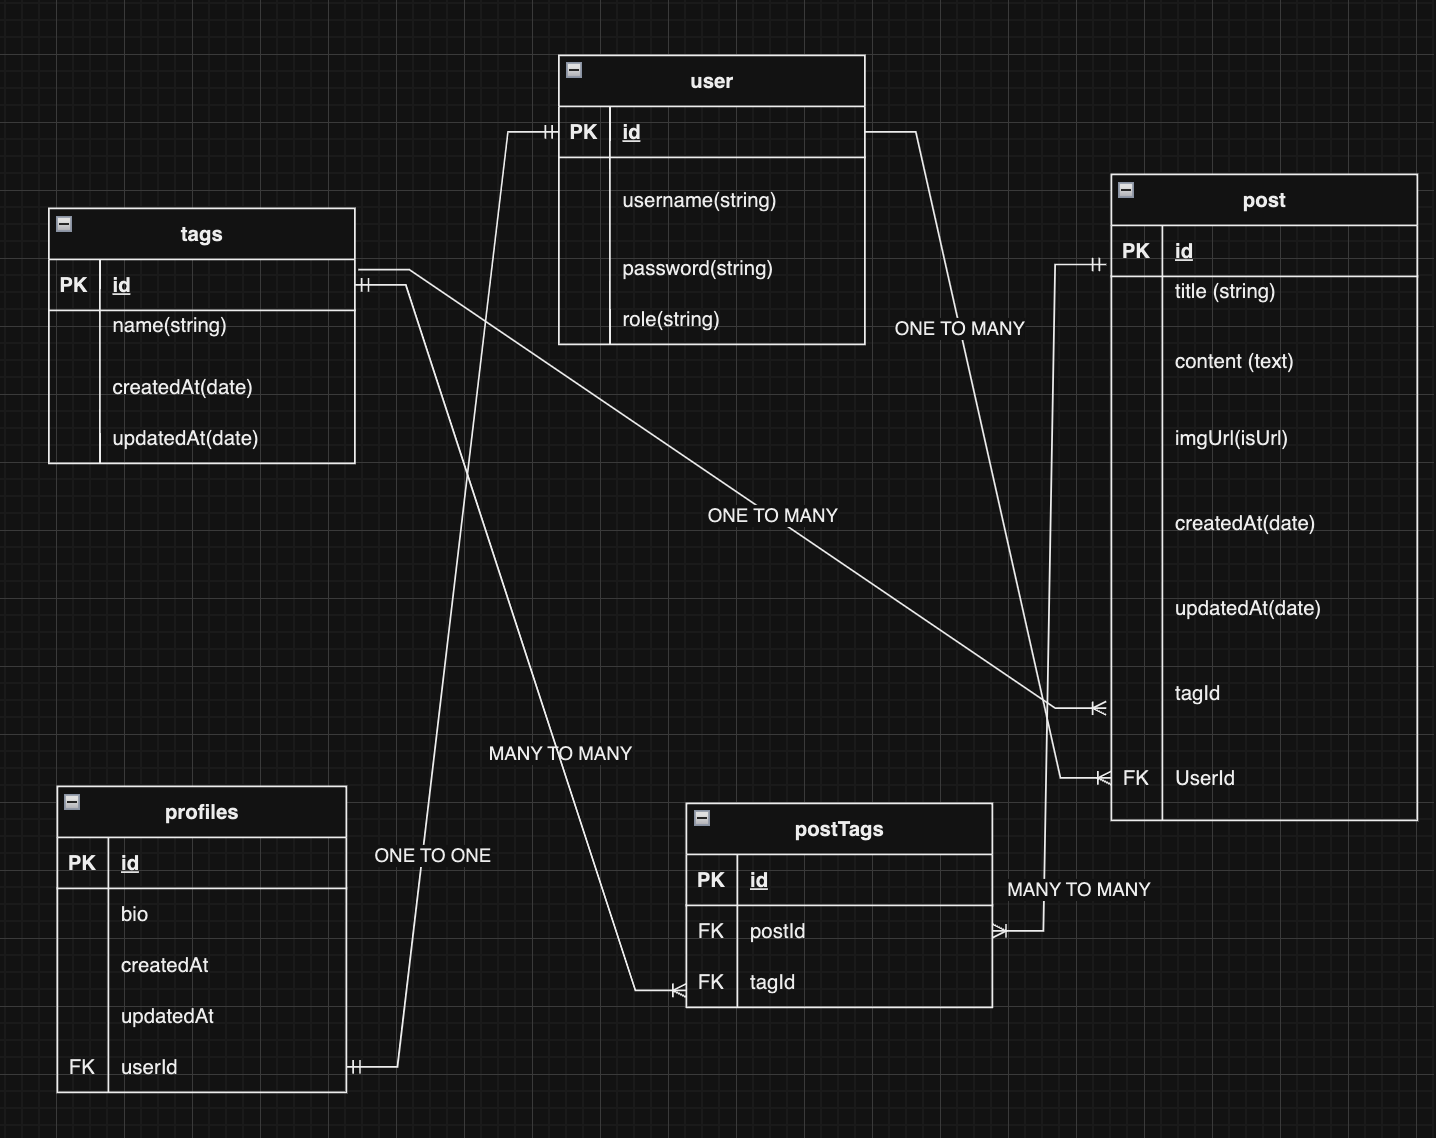 user
PK id
username(string)
password(string)
role(string)
tags
PK id
name(string)
createdAt(date)
updatedAt(date)
post
PK id
title (string)
content (text)
imgUrl(isUrl)
createdAt(date)
updatedAt(date)
tagId
FK UserId
ONE TO MANY
ONE TO MANY
MANY TO MANY
ONE TO ONE
MANY TO MANY
profiles
PK id
bio
createdAt
updatedAt
FK userId
postTags
PK id
FK postId
FK tagId